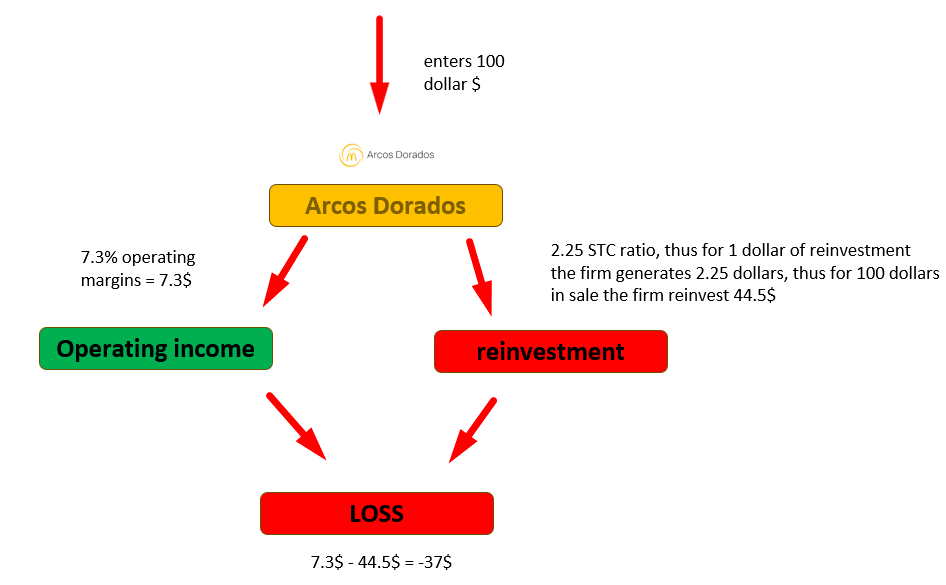 enters 100
dollar $
Arcos Dorados
Arcos Dorados
7.3% operating
margins = 7.3$
2.25 STC ratio, thus for 1 dollar of reinvestment
the firm generates 2.25 dollars, thus for 100 dollars
in sale the firm reinvest 44.5$
Operating income
reinvestment
LOSS
7.3$ - 44.5$ = -37$